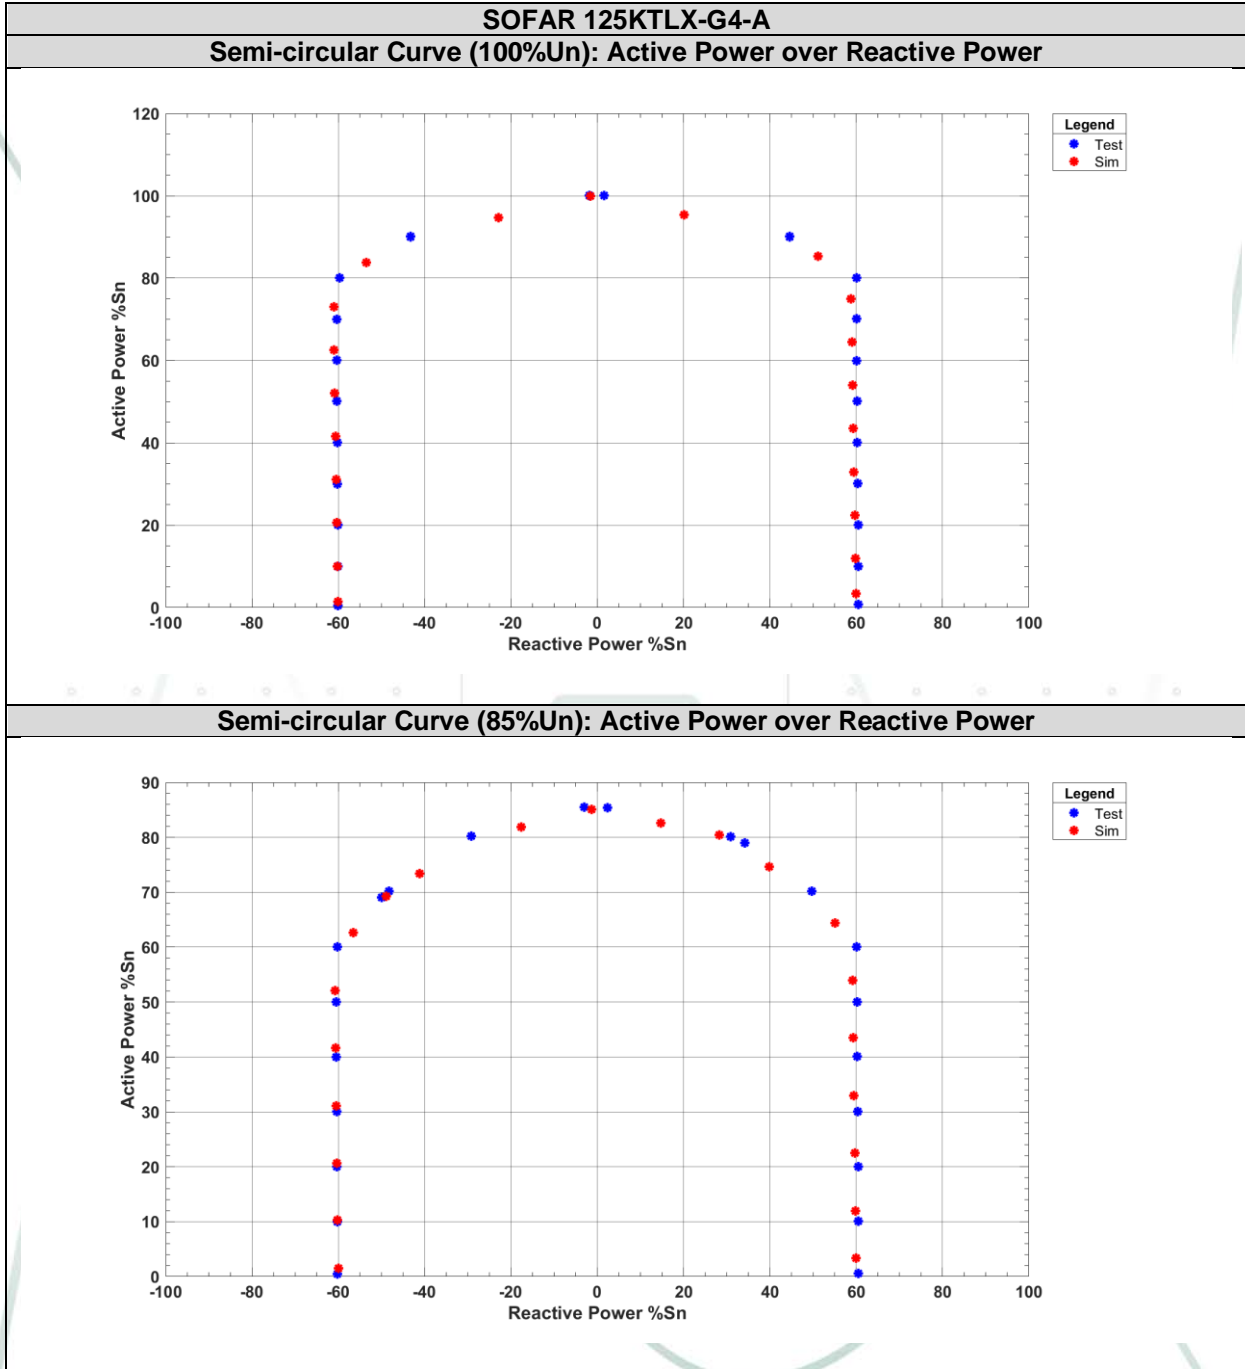 SOFAR 125KTLX-G4-A
Semi-circular Curve (100%Un): Active Power over Reactive Power
120
100
80
60
40
20
0
Active Power %Sn
-100 -80 -60 -40 -20 0 20 40 60 80 100
Reactive Power %Sn
Legend
Test
Sim
Semi-circular Curve (85%Un): Active Power over Reactive Power
90
80
70
60
50
40
30
20
10
0
Active Power %Sn
-100 -80 -60 -40 -20 0 20 40 60 80 100
Reactive Power %Sn
Legend
Test
Sim